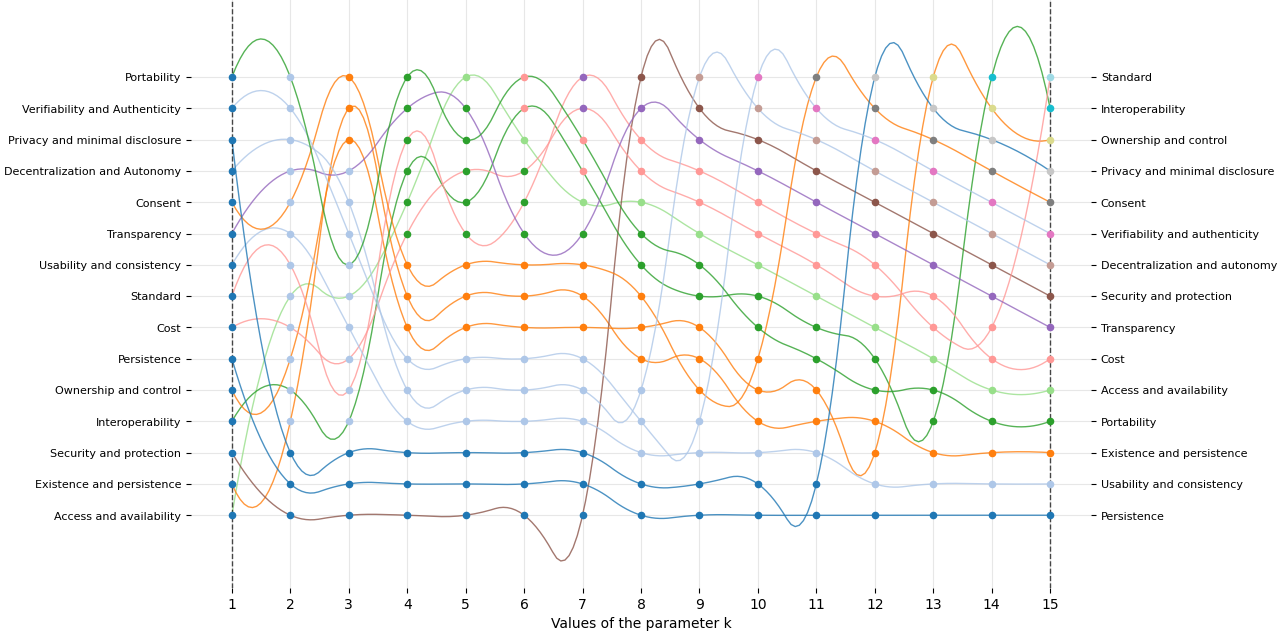 Portability
Standard
Verifiability and Authenticity
Interoperability
Privacy and minimal disclosure
Ownership and control
Decentralization and Autonomy
Privacy and minimal disclosure
Consent
Consent
Transparency
Verifiability and authenticity
Usability and consistency
Decentralization and autonomy
Standard
Security and protection
Cost
Transparency
Persistence
Cost
Ownership and control
Access and availability
Interoperability
Portability
Security and protection
Existence and persistence
Existence and persistence
Usability and consistency
Access and availability
Persistence
1 2 3 4 5 6 7 8 9 10 11 12 13 14 15
Values of the parameter k